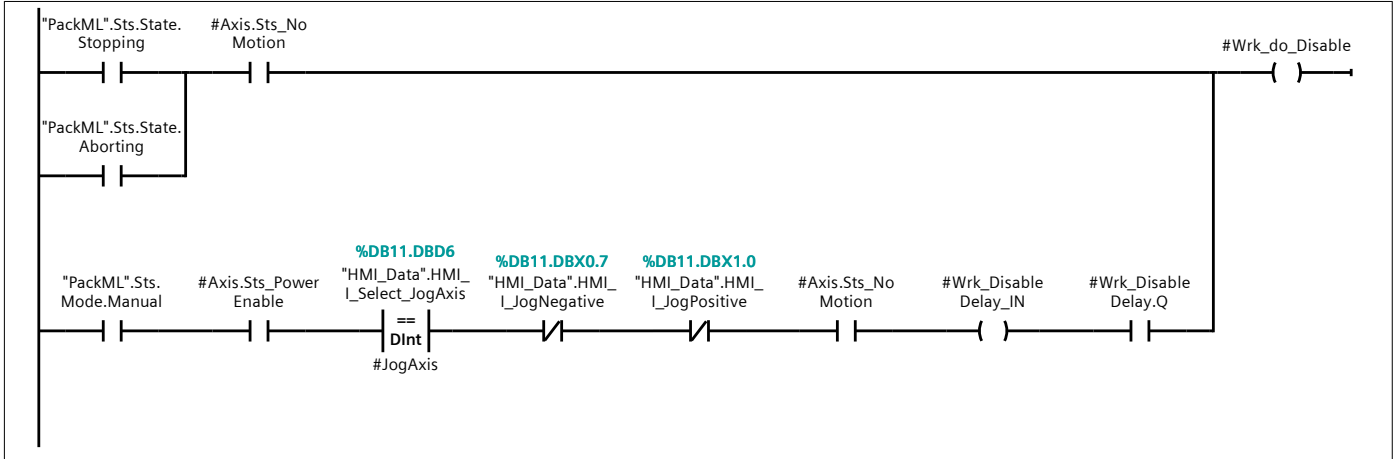 "PackML".Sts.State.
Stopping
#Axis.Sts_No
Motion
#Wrk_do_Disable
"PackML".Sts.State.
Aborting
"PackML".Sts.
Mode.Manual
#Axis.Sts_Power
Enable
%DB11.DBD6
"HMI_Data".HMI_
I_Select_JogAxis
==
DInt
#JogAxis
%DB11.DBX0.7
"HMI_Data".HMI_
I_JogNegative
%DB11.DBX1.0
"HMI_Data".HMI_
I_JogPositive
#Axis.Sts_No
Motion
#Wrk_Disable
Delay_IN
#Wrk_Disable
Delay.Q